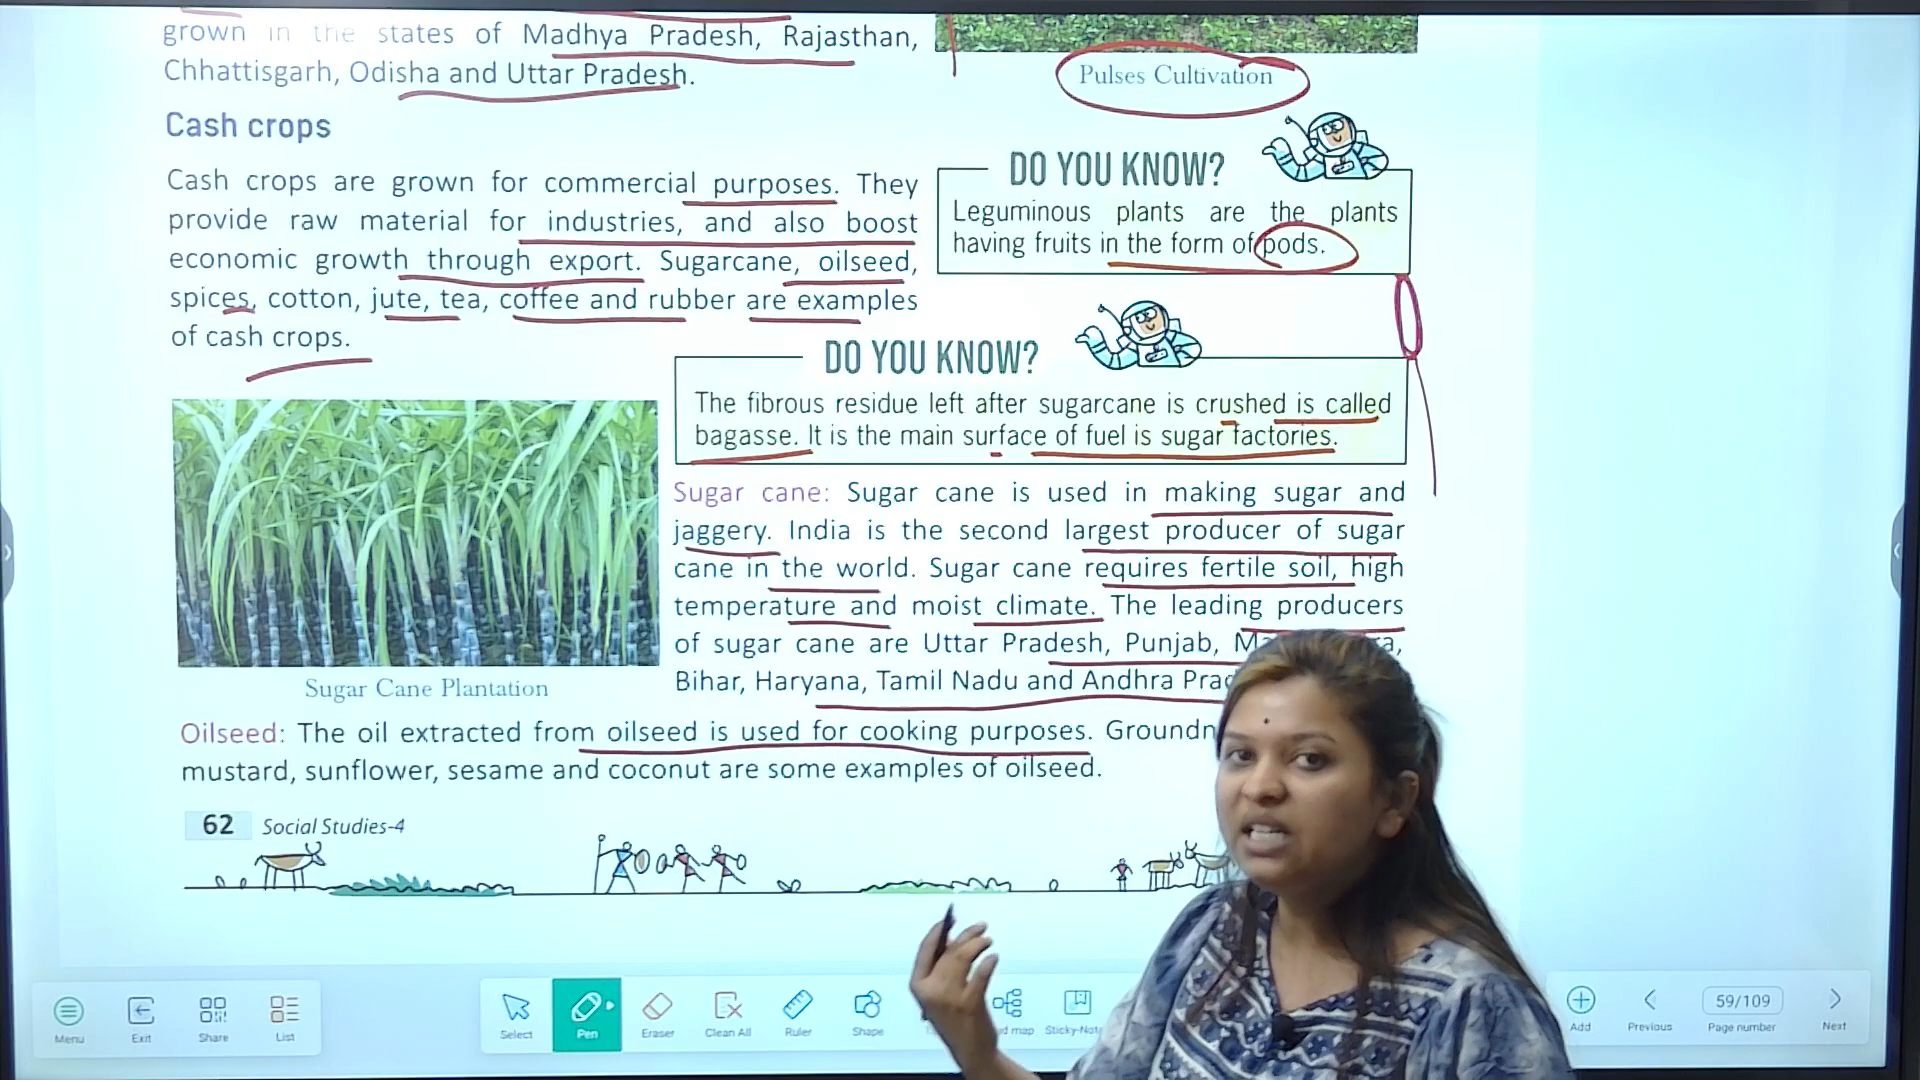 grown in the states of Madhya Pradesh, Rajasthan,
Chhattisgarh, Odisha and Uttar Pradesh.
Pulses Cultivation
Cash crops
Cash crops are grown for commercial purposes. They
provide raw material for industries, and also boost
economic growth through export. Sugarcane, oilseed,
spices, cotton, jute, tea, coffee and rubber are examples
of cash crops.
DO YOU KNOW?
Leguminous plants are the plants
having fruits in the form of pods.
DO YOU KNOW?
The fibrous residue left after sugarcane is crushed is called
bagasse. It is the main surface of fuel is sugar factories.
Sugar Cane Plantation
Sugar cane: Sugar cane is used in making sugar and
jaggery. India is the second largest producer of sugar
cane in the world. Sugar cane requires fertile soil, high
temperature and moist climate. The leading producers
of sugar cane are Uttar Pradesh, Punjab,
Bihar, Haryana, Tamil Nadu and Andhra
Oilseed: The oil extracted from oilseed is used for cooking purposes.
mustard, sunflower, sesame and coconut are some examples of oilseed.
62 Social Studies-4
Menu Exit Share List Select Pen Eraser Clean All Ruler Shape map Add Previous 59/109 Page number Next